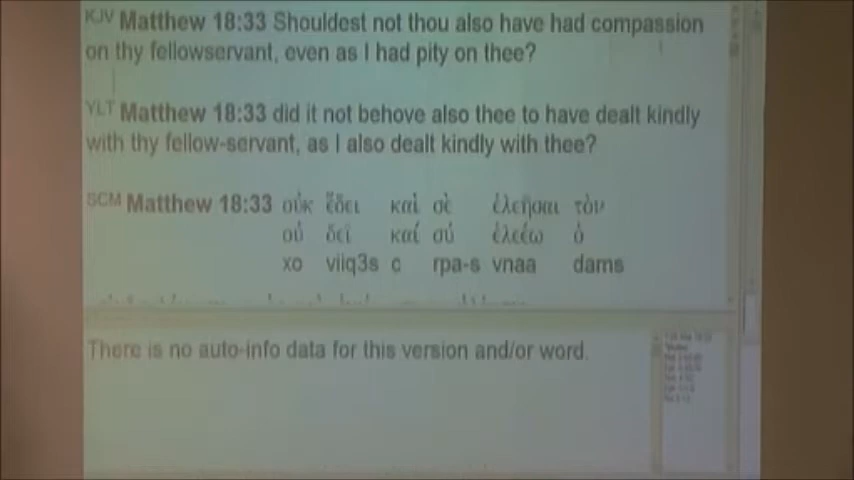 KJV Matthew 18:33 Shouldest not thou also have had compassion
on thy fellowservant, even as I had pity on thee?
YLT Matthew 18:33 did it not behove also thee to have dealt kindly
with thy fellow-servant, as I also dealt kindly with thee?
SCM Matthew 18:33 οὐκ ἔδει καὶ σὲ ἐλεῆσαι τὸν
οὐ δεῖ καί σύ ἐλεέω ὁ
xo viiq3s c rpa-s vnaa dams
There is no auto-info data for this version and/or word.